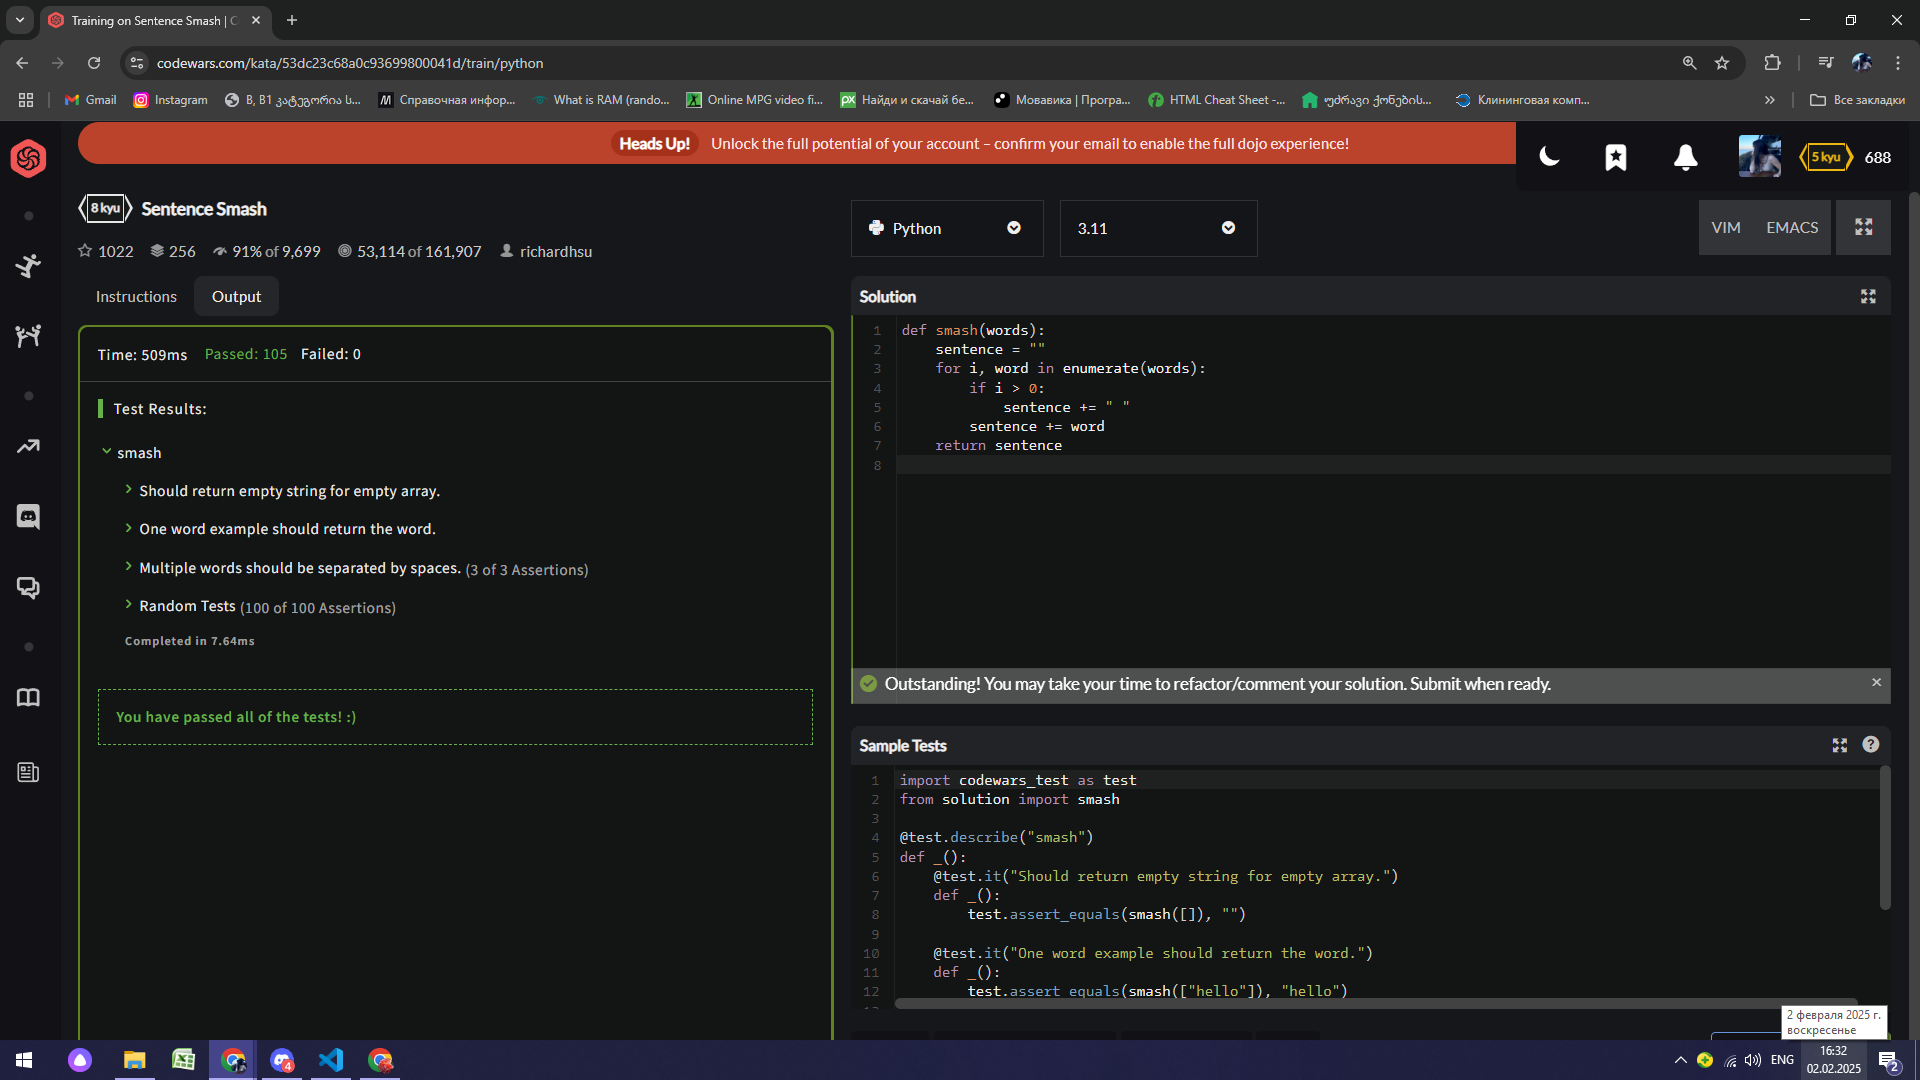 Training on Sentence Smash | C
codewars.com/kata/53dc23c68a0c93699800041d/train/python
Gmail
Instagram
B, B1 კატეგორია ს...
Справочная инфор...
What is RAM (rando...
Online MPG video fi...
Найди и скачай бе...
Мовавика | Програ...
HTML Cheat Sheet -...
უძრავი ქონების...
Клининговая комп...
Все закладки
Heads Up! Unlock the full potential of your account – confirm your email to enable the full dojo experience!
5 kyu 688
8 kyu Sentence Smash
1022 256 91% of 9,699 53,114 of 161,907 richardhsu
Python
3.11
VIM EMACS
Instructions Output
Time: 509ms Passed: 105 Failed: 0
Test Results:
smash
Should return empty string for empty array.
One word example should return the word.
Multiple words should be separated by spaces. (3 of 3 Assertions)
Random Tests (100 of 100 Assertions)
Completed in 7.64ms
You have passed all of the tests! :)
Solution
1 def smash(words):
2 sentence = ""
3 for i, word in enumerate(words):
4 if i > 0:
5 sentence += " "
6 sentence += word
7 return sentence
8
Outstanding! You may take your time to refactor/comment your solution. Submit when ready.
Sample Tests
1 import codewars_test as test
2 from solution import smash
3
4 @test.describe("smash")
5 def _():
6 @test.it("Should return empty string for empty array.")
7 def _():
8 test.assert_equals(smash([]), "")
9
10 @test.it("One word example should return the word.")
11 def _():
12 test.assert_equals(smash(["hello"]), "hello")
2 февраля 2025 г.
воскресенье
4
ENG
16:32
02.02.2025
2